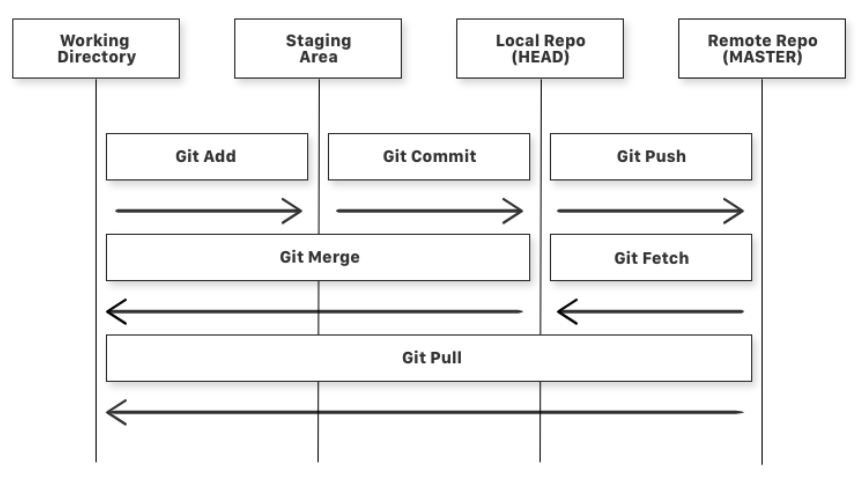 Working
Directory
Staging
Area
Local Repo
(HEAD)
Remote Repo
(MASTER)
Git Add
Git Commit
Git Push
Git Merge
Git Fetch
Git Pull